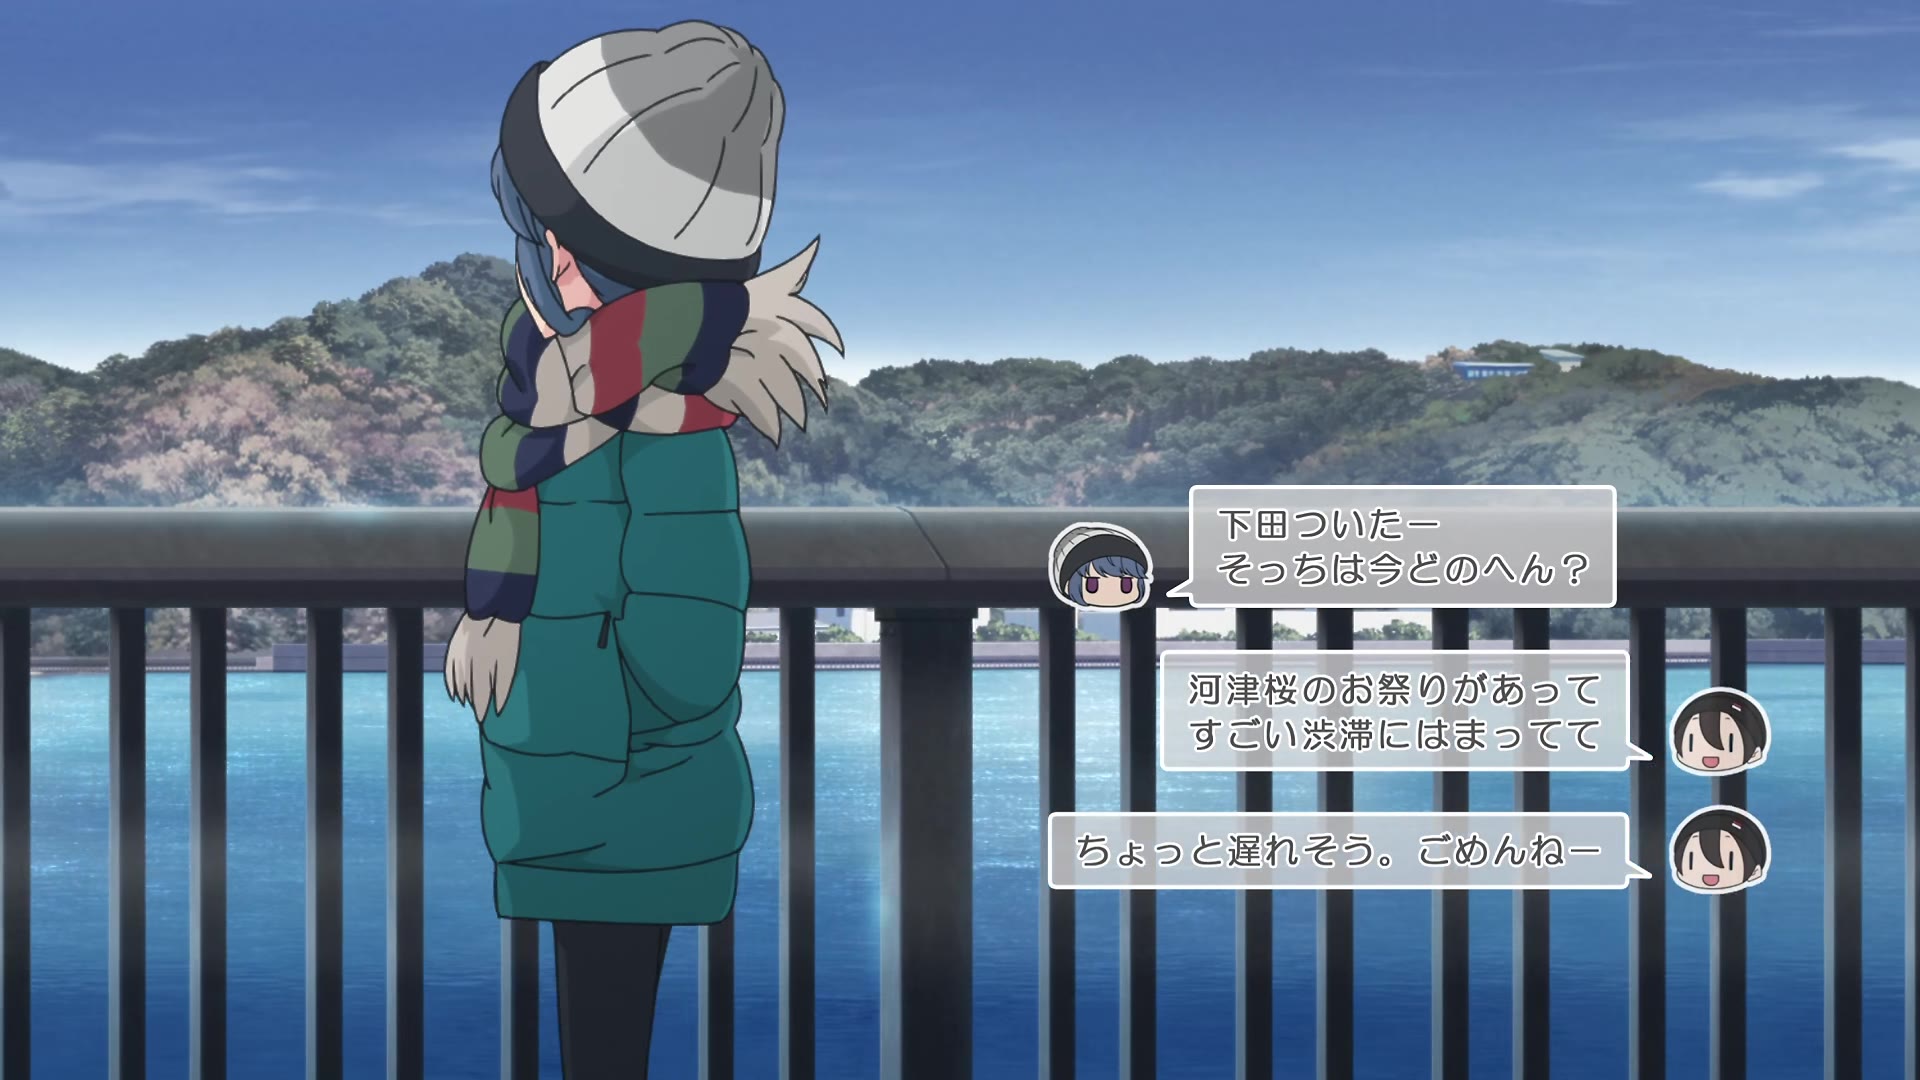 下田ついたー
そっちは今どのへん？
河津桜のお祭りがあって
すごい渋滞にはまってて
ちょっと遅れそう。ごめんねー